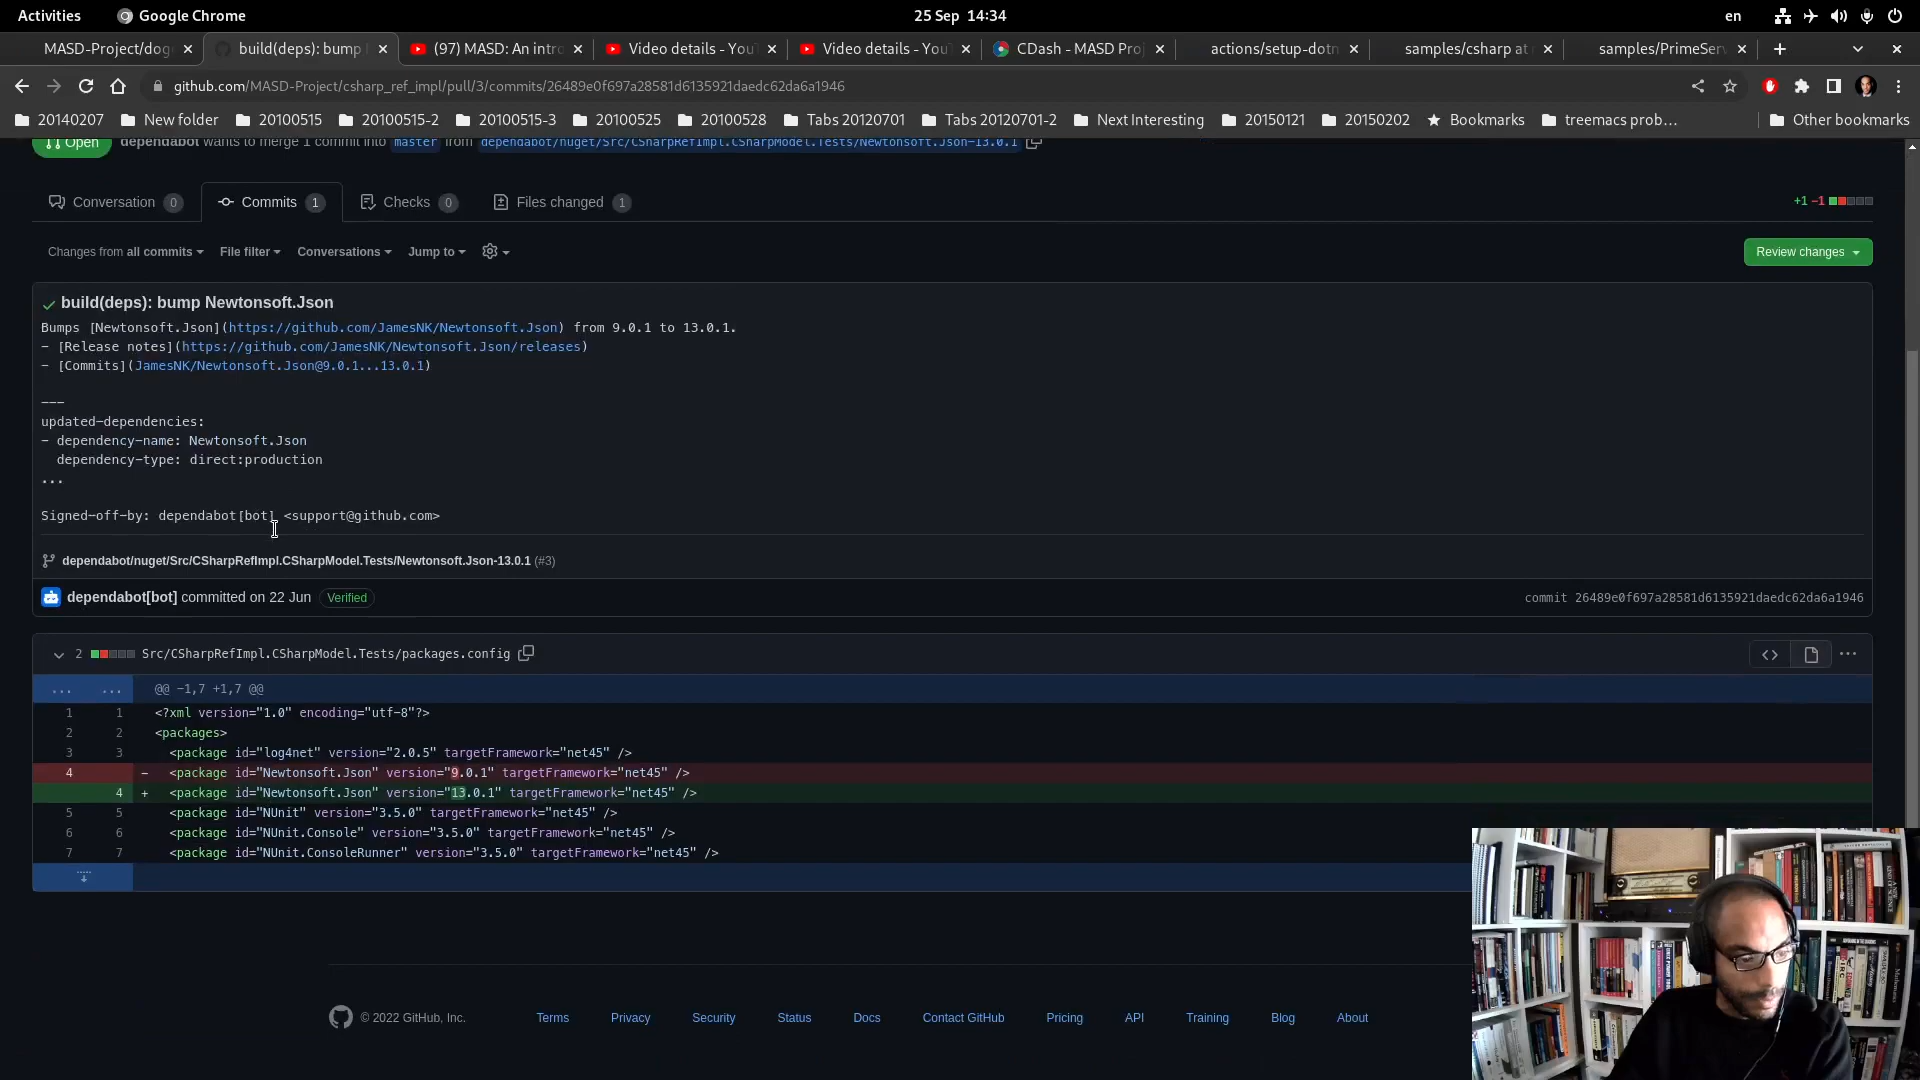 Activities
Google Chrome
25 Sep 14:34
en
MASD-Project/dog
build(deps): bump
(97) MASD: An intro
Video details - You
Video details - You
CDash - MASD Pro
actions/setup-dotn
samples/csharp at
samples/PrimeServ
github.com/MASD-Project/csharp_ref_impl/pull/3/commits/26489e0f697a28581d6135921daedc62da6a1946
20140207
New folder
20100515
20100515-2
20100515-3
20100525
20100528
Tabs 20120701
Tabs 20120701-2
Next Interesting
20150121
20150202
Bookmarks
treemacs prob...
Other bookmarks
Open
dependabot wants to merge 1 commit into master from dependabot/nuget/Src/CSharpRefImpl.CSharpModel.Tests/Newtonsoft.Json-13.0.1
Conversation 0
Commits 1
Checks 0
Files changed 1
+1 −1
Changes from all commits
File filter
Conversations
Jump to
Review changes
build(deps): bump Newtonsoft.Json
Bumps [Newtonsoft.Json](https://github.com/JamesNK/Newtonsoft.Json) from 9.0.1 to 13.0.1.
- [Release notes](https://github.com/JamesNK/Newtonsoft.Json/releases)
- [Commits](JamesNK/Newtonsoft.Json@9.0.1...13.0.1)
---
updated-dependencies:
- dependency-name: Newtonsoft.Json
dependency-type: direct:production
...
Signed-off-by: dependabot[bot] <support@github.com>
dependabot/nuget/Src/CSharpRefImpl.CSharpModel.Tests/Newtonsoft.Json-13.0.1 (#3)
dependabot[bot] committed on 22 Jun Verified
commit 26489e0f697a28581d6135921daedc62da6a1946
2 Src/CSharpRefImpl.CSharpModel.Tests/packages.config
... ... @@ -1,7 +1,7 @@
1 1 <?xml version="1.0" encoding="utf-8"?>
2 2 <packages>
3 3 <package id="log4net" version="2.0.5" targetFramework="net45" />
4 - <package id="Newtonsoft.Json" version="9.0.1" targetFramework="net45" />
4 + <package id="Newtonsoft.Json" version="13.0.1" targetFramework="net45" />
5 5 <package id="NUnit" version="3.5.0" targetFramework="net45" />
6 6 <package id="NUnit.Console" version="3.5.0" targetFramework="net45" />
7 7 <package id="NUnit.ConsoleRunner" version="3.5.0" targetFramework="net45" />
© 2022 GitHub, Inc.
Terms
Privacy
Security
Status
Docs
Contact GitHub
Pricing
API
Training
Blog
About